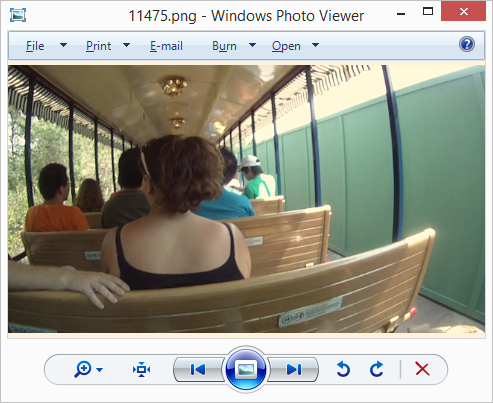 11475.png - Windows Photo Viewer
File Print E-mail Burn Open